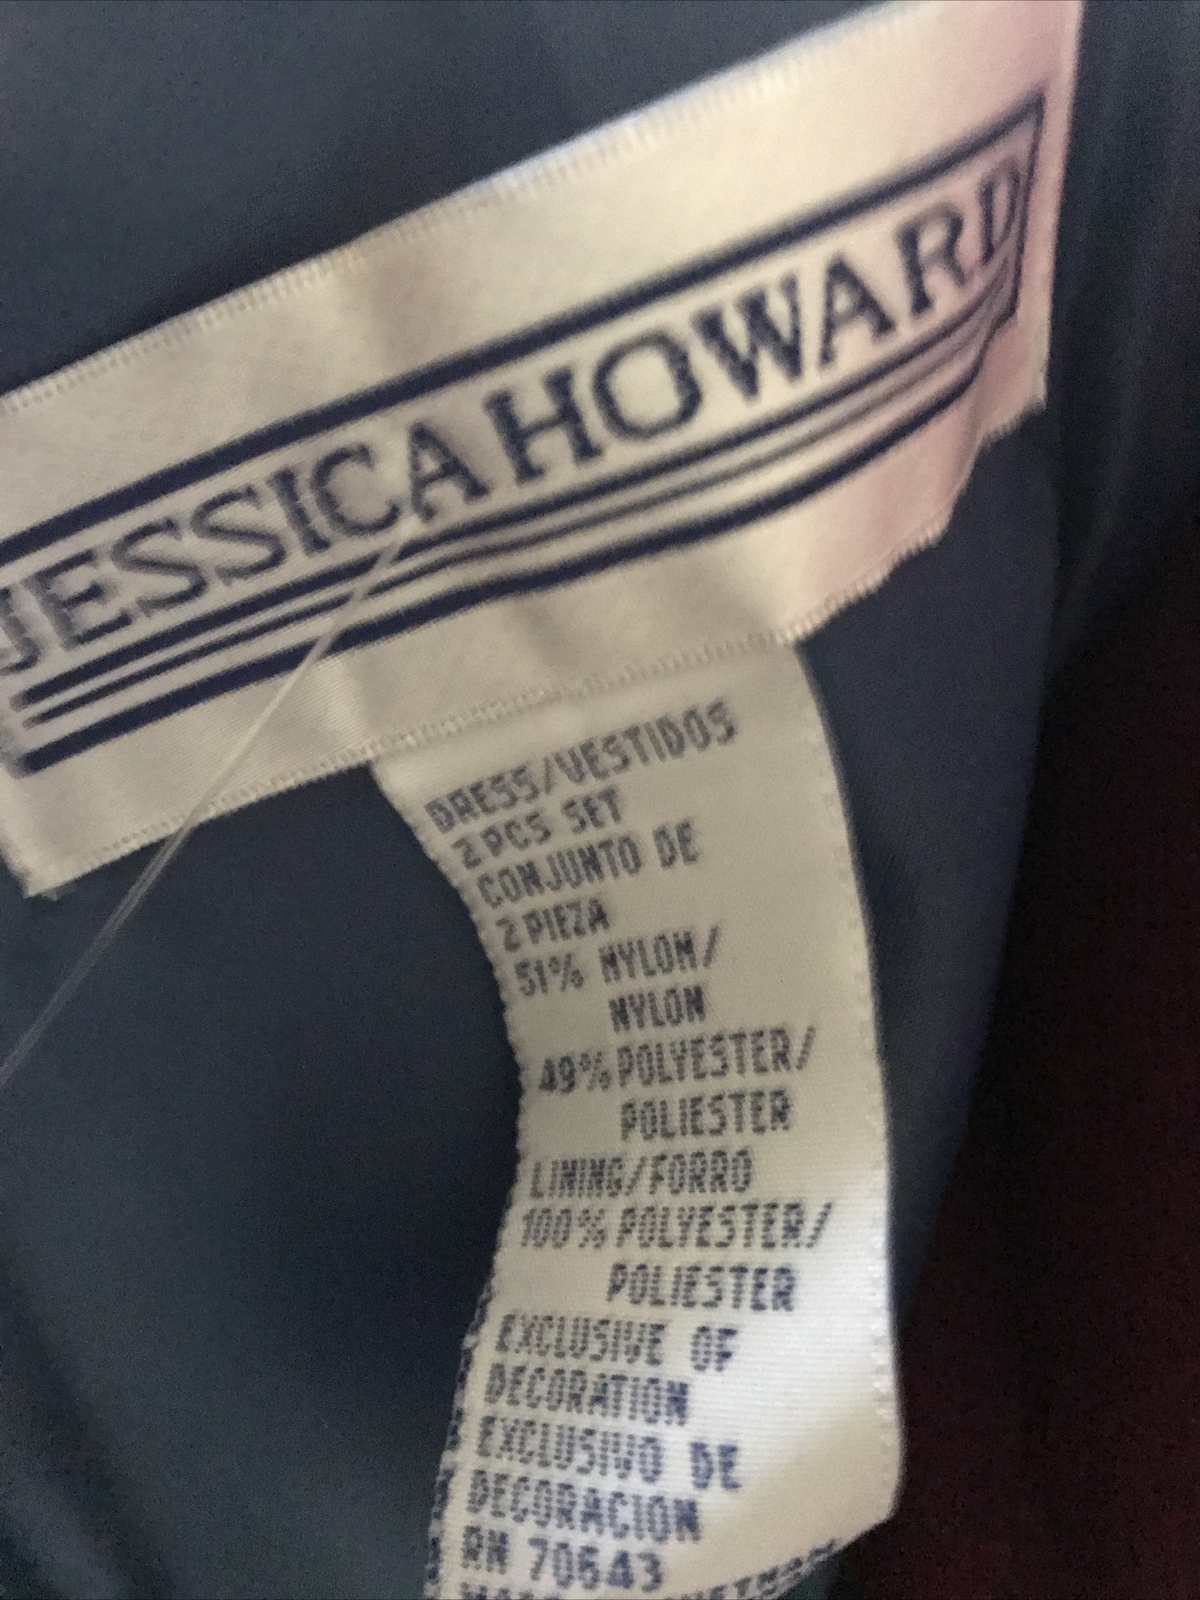 JESSICA HOWARD
DRESS/VESTIDOS
2 PCS SET
CONJUNTO DE
2 PIEZA
51% NYLON/
NYLON
49% POLYESTER/
POLIESTER
LINING/FORRO
100% POLYESTER/
POLIESTER
EXCLUSIVE OF
DECORATION
EXCLUSIVO DE
DECORACION
RN 70643